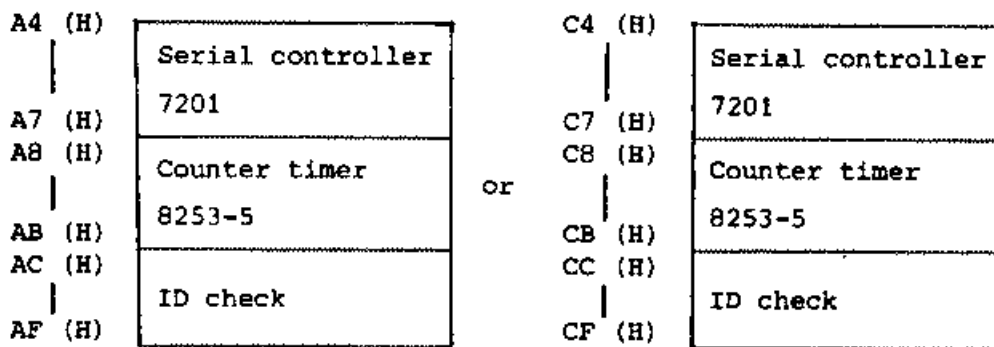 A4 (H)
Serial controller
7201
A7 (H)
A8 (H)
Counter timer
8253-5
AB (H)
AC (H)
ID check
AF (H)
or
C4 (H)
Serial controller
7201
C7 (H)
C8 (H)
Counter timer
8253-5
CB (H)
CC (H)
ID check
CF (H)